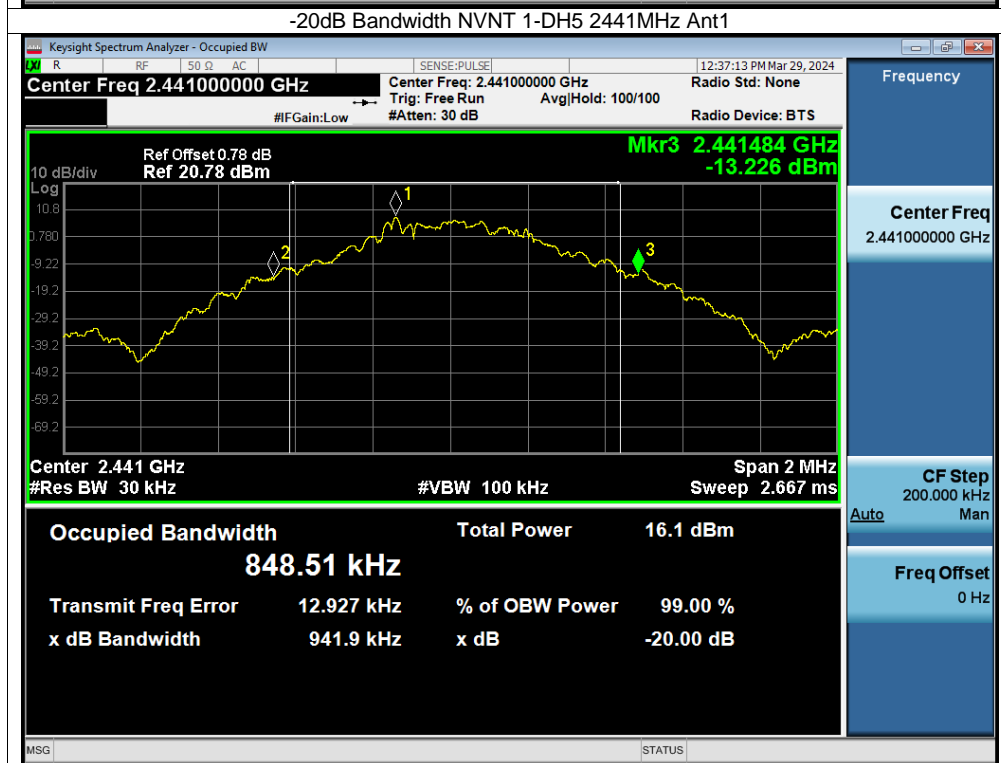 -20dB Bandwidth NVNT 1-DH5 2441MHz Ant1
Keysight Spectrum Analyzer - Occupied BW
LXI R RF 50 Ω AC SENSE:PULSE 12:37:13 PM Mar 29, 2024
Center Freq 2.441000000 GHz
Center Freq: 2.441000000 GHz Radio Std: None
Trig: Free Run Avg|Hold: 100/100
#IFGain:Low #Atten: 30 dB Radio Device: BTS
Frequency
Mkr3 2.441484 GHz
-13.226 dBm
Ref Offset 0.78 dB
10 dB/div Ref 20.78 dBm
Log
10.8
0.780
-9.22
-19.2
-29.2
-39.2
-49.2
-59.2
-69.2
1
2
3
Center 2.441 GHz Span 2 MHz
#Res BW 30 kHz #VBW 100 kHz Sweep 2.667 ms
Center Freq
2.441000000 GHz
CF Step
200.000 kHz
Auto Man
Freq Offset
0 Hz
Occupied Bandwidth Total Power 16.1 dBm
848.51 kHz
Transmit Freq Error 12.927 kHz % of OBW Power 99.00 %
x dB Bandwidth 941.9 kHz x dB -20.00 dB
MSG STATUS